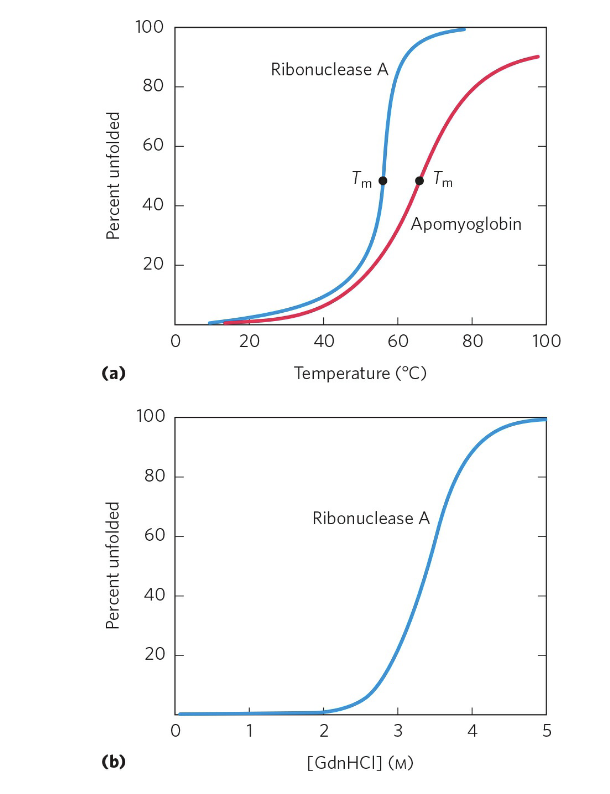 100
Ribonuclease A
80
Percent unfolded
60
Tm
Tm
40
Apomyoglobin
20
0 20 40 60 80 100
(a)
Temperature (°C)
100
80
Ribonuclease A
Percent unfolded
60
40
20
0 1 2 3 4 5
(b)
[GdnHCl] (M)